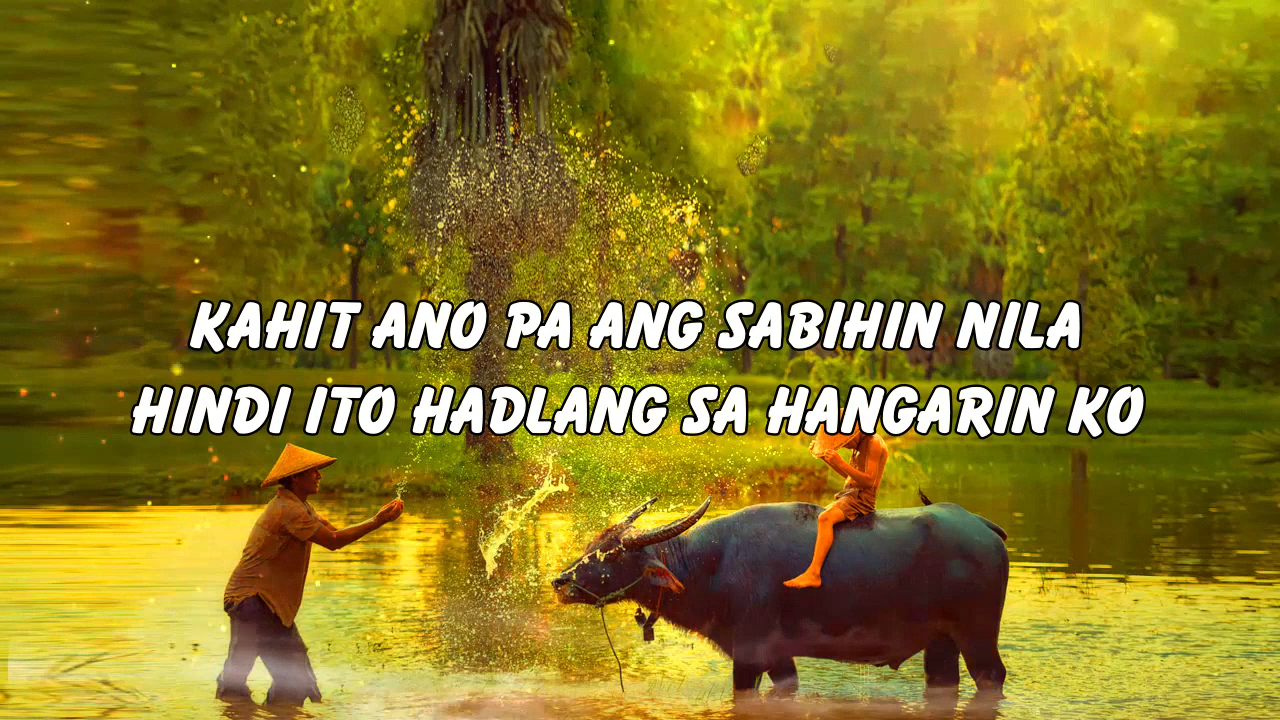 KAHIT ANO PA ANG SABIHIN NILA
HINDI ITO HADLANG SA HANGARIN KO